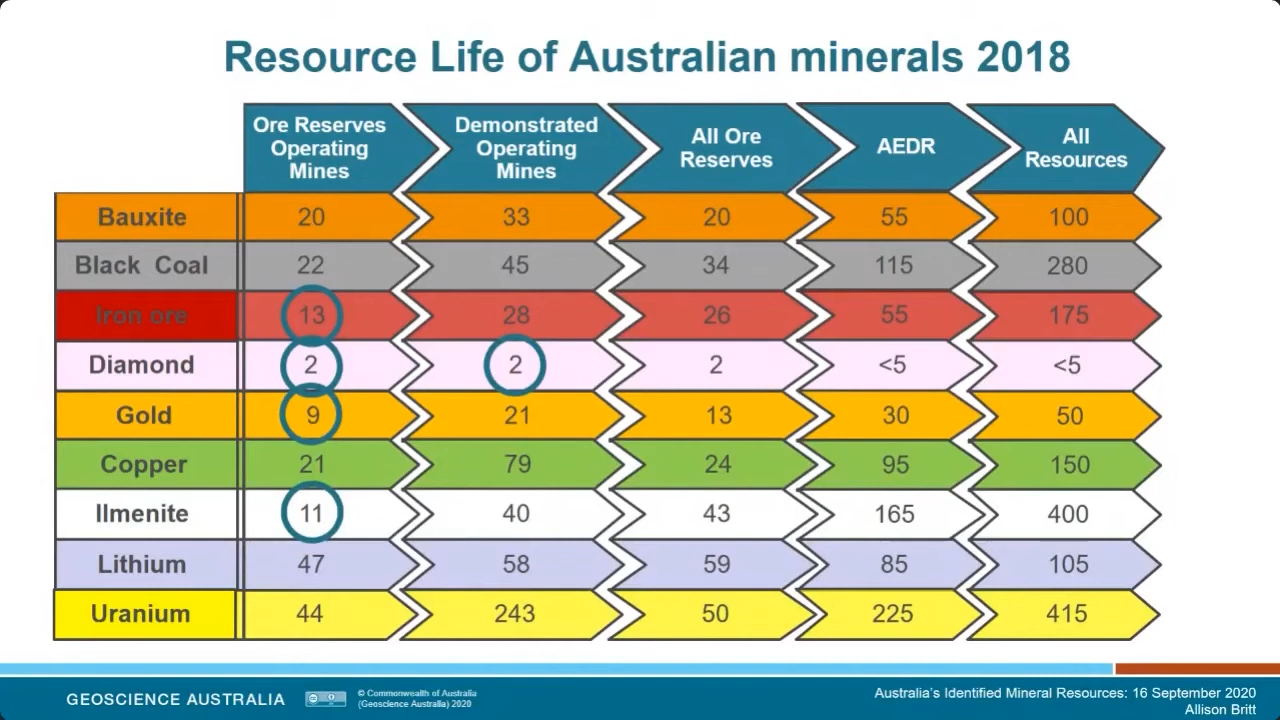 Resource Life of Australian minerals 2018
Ore Reserves
Operating
Mines
Demonstrated
Operating
Mines
All Ore
Reserves
AEDR
All
Resources
Bauxite 20 33 20 55 100
Black Coal 22 45 34 115 280
Iron ore 13 28 26 55 175
Diamond 2 2 2 <5 <5
Gold 9 21 13 30 50
Copper 21 79 24 95 150
Ilmenite 11 40 43 165 400
Lithium 47 58 59 85 105
Uranium 44 243 50 225 415
GEOSCIENCE AUSTRALIA
© Commonwealth of Australia
(Geoscience Australia) 2020
Australia's Identified Mineral Resources: 16 September 2020
Allison Britt